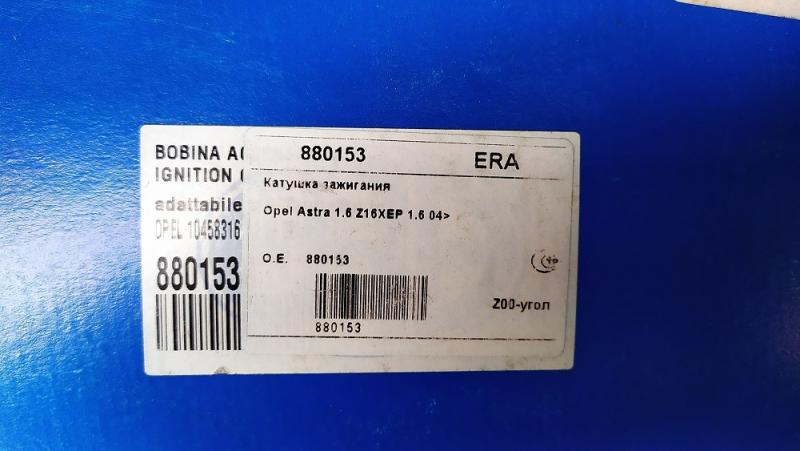 BOBINA AC
IGNITION
adattabile
OPEL 10458316
880153
880153 ERA
Катушка зажигания
Opel Astra 1.6 Z16XEP 1.6 04>
O.E. 880153
880153
Z00-угол